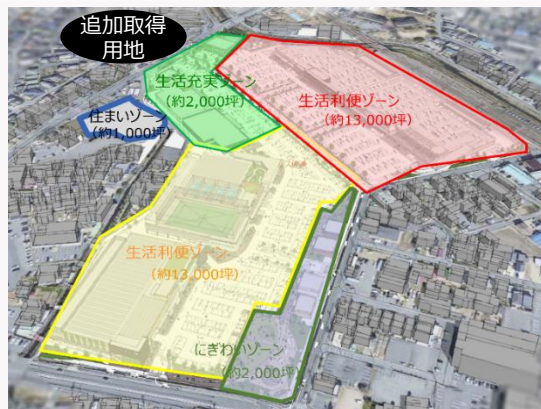 追加取得
用地
生活充実ゾーン
(約2,000坪)
生活利便ゾーン
(約13,000坪)
住まいゾーン
(約1,000坪)
生活利便ゾーン
(約13,000坪)
にぎわいゾーン
(約2,000坪)